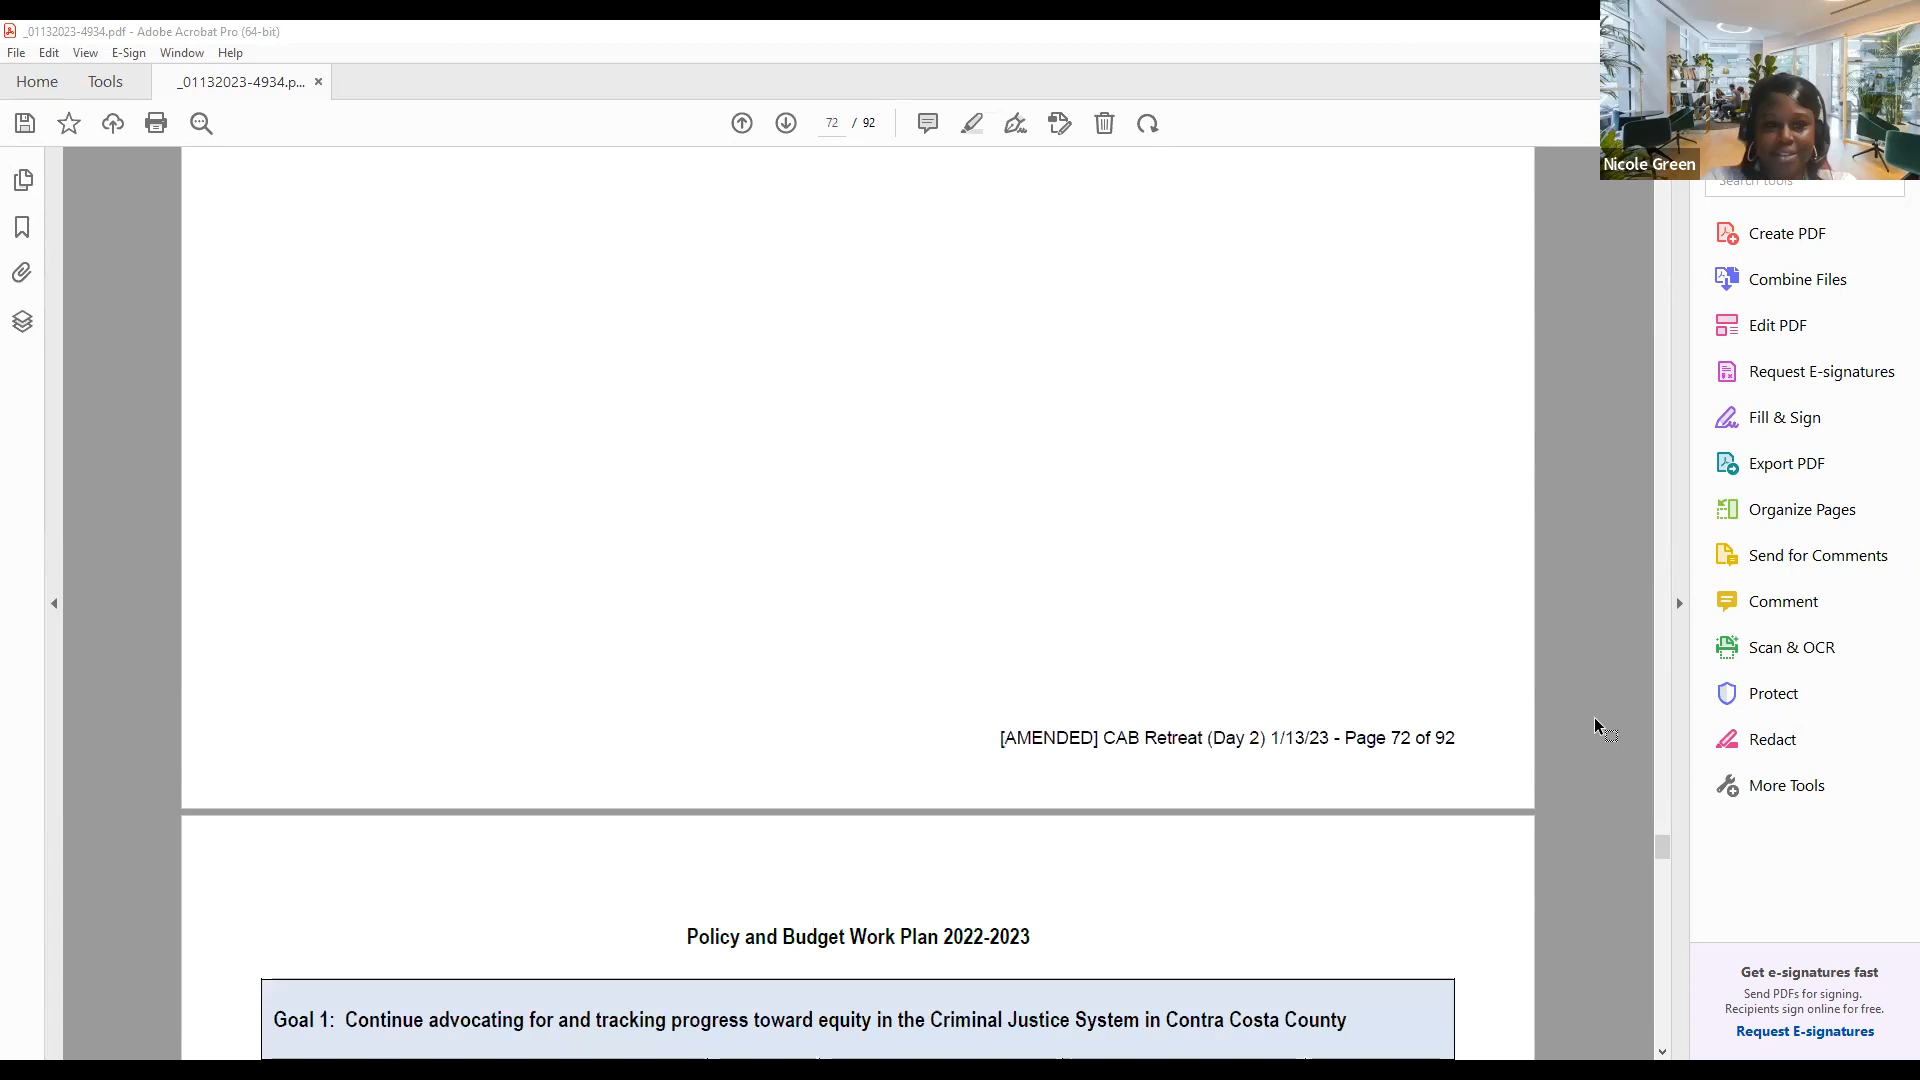 _01132023-4934.pdf - Adobe Acrobat Pro (64-bit)
File Edit View E-Sign Window Help
Home Tools _01132023-4934.p... ×
72 / 92
Nicole Green
Search tools
Create PDF
Combine Files
Edit PDF
Request E-signatures
Fill & Sign
Export PDF
Organize Pages
Send for Comments
Comment
Scan & OCR
Protect
Redact
More Tools
[AMENDED] CAB Retreat (Day 2) 1/13/23 - Page 72 of 92
Policy and Budget Work Plan 2022-2023
Goal 1: Continue advocating for and tracking progress toward equity in the Criminal Justice System in Contra Costa County
Get e-signatures fast
Send PDFs for signing.
Recipients sign online for free.
Request E-signatures